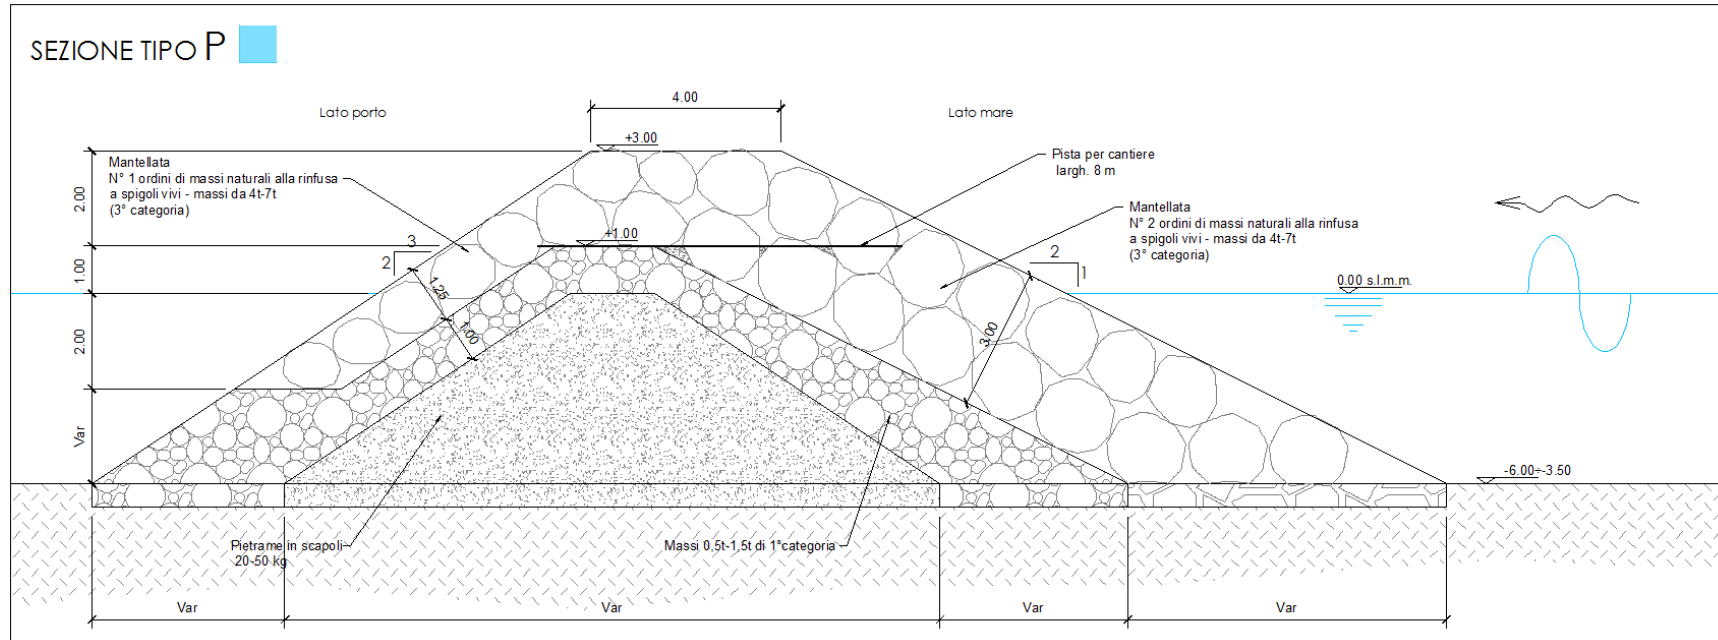 SEZIONE TIPO P
4.00
Lato porto
Lato mare
+3.00
Mantellata
N° 1 ordini di massi naturali alla rinfusa
a spigoli vivi - massi da 4t-7t
(3° categoria)
Pista per cantiere
largh. 8 m
Mantellata
N° 2 ordini di massi naturali alla rinfusa
a spigoli vivi - massi da 4t-7t
(3° categoria)
2.00
+1.00
3
2
2
1
1.00
1.25
0.00 s.l.m.m.
2.00
1.00
3.00
Var
-6.00÷-3.50
Pietrame in scapoli
20-50 kg
Massi 0,5t-1,5t di 1°categoria
Var
Var
Var
Var